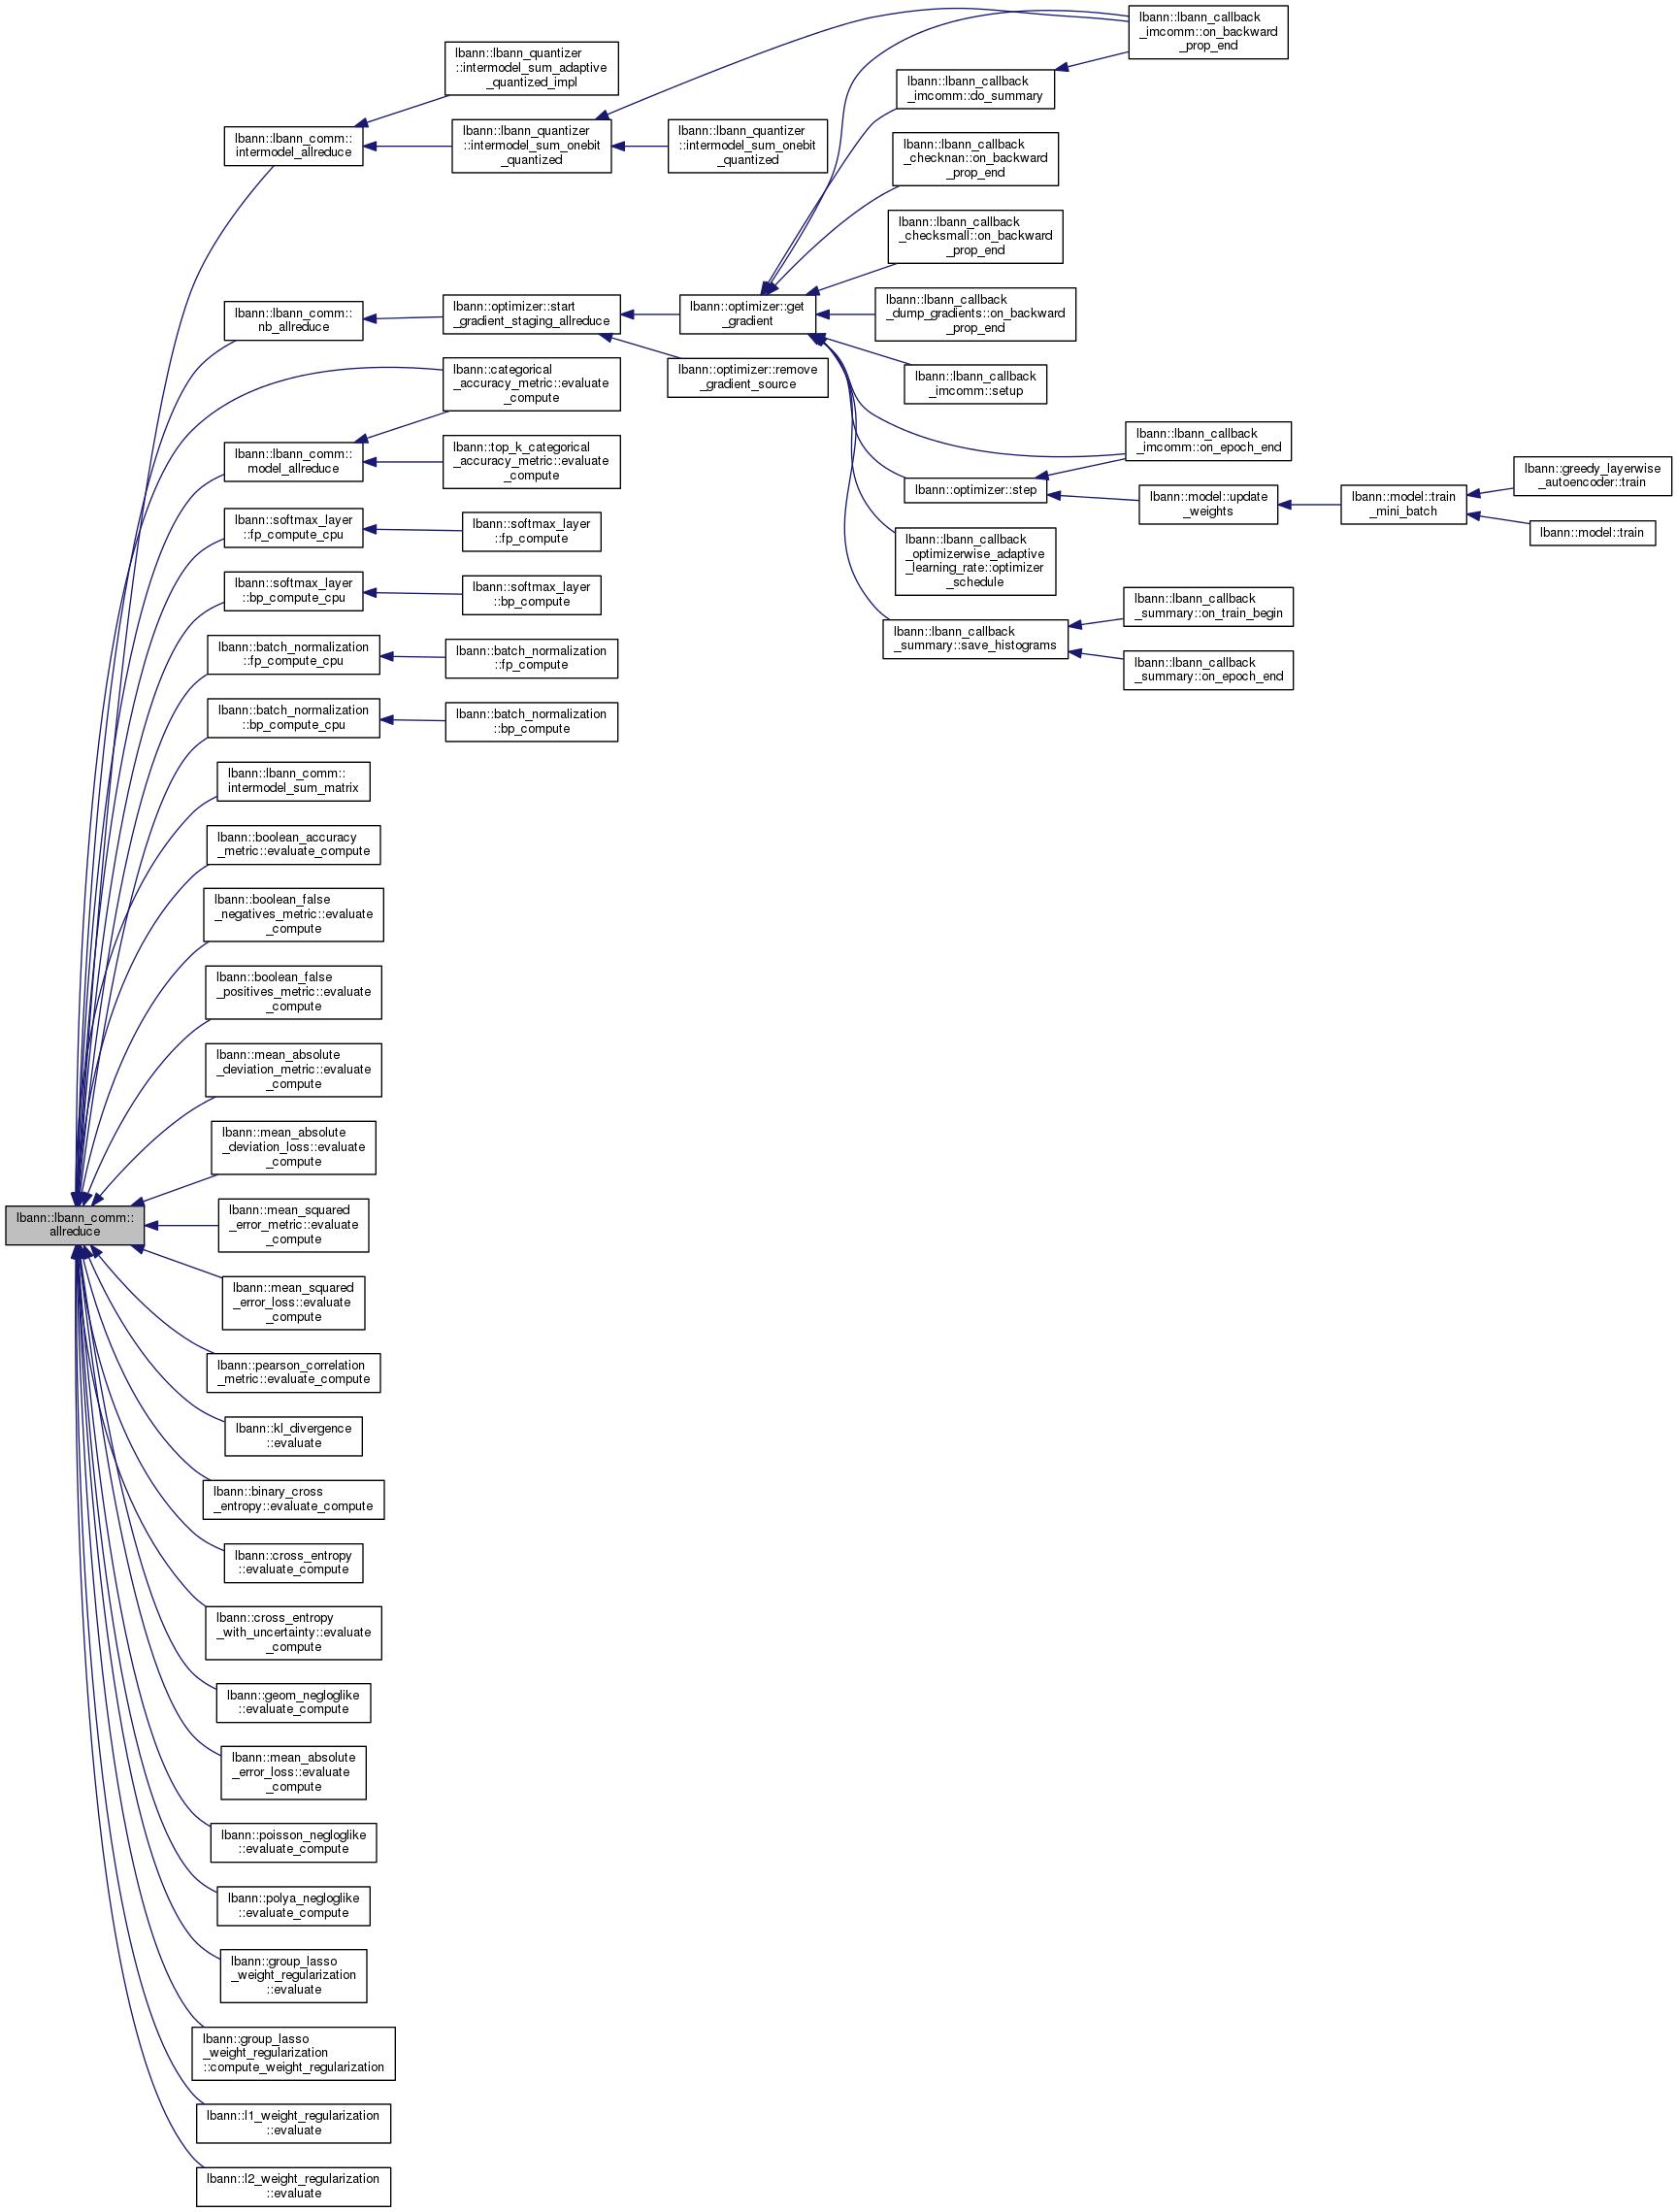 lbann::lbann_comm::
allreduce
lbann::lbann_comm::
intermodel_allreduce
lbann::lbann_quantizer
::intermodel_sum_adaptive
_quantized_impl
lbann::lbann_quantizer
::intermodel_sum_onebit
_quantized
lbann::lbann_quantizer
::intermodel_sum_onebit
_quantized
lbann::lbann_callback
_imcomm::on_backward
_prop_end
lbann::lbann_callback
_imcomm::do_summary
lbann::lbann_callback
_checknan::on_backward
_prop_end
lbann::lbann_callback
_checksmall::on_backward
_prop_end
lbann::lbann_comm::
nb_allreduce
lbann::optimizer::start
_gradient_staging_allreduce
lbann::optimizer::get
_gradient
lbann::lbann_callback
_dump_gradients::on_backward
_prop_end
lbann::optimizer::remove
_gradient_source
lbann::lbann_callback
_imcomm::setup
lbann::lbann_callback
_imcomm::on_epoch_end
lbann::optimizer::step
lbann::model::update
_weights
lbann::model::train
_mini_batch
lbann::greedy_layerwise
_autoencoder::train
lbann::model::train
lbann::lbann_callback
_optimizerwise_adaptive
_learning_rate::optimizer
_schedule
lbann::lbann_callback
_summary::save_histograms
lbann::lbann_callback
_summary::on_train_begin
lbann::lbann_callback
_summary::on_epoch_end
lbann::categorical
_accuracy_metric::evaluate
_compute
lbann::lbann_comm::
model_allreduce
lbann::top_k_categorical
_accuracy_metric::evaluate
_compute
lbann::softmax_layer
::fp_compute_cpu
lbann::softmax_layer
::fp_compute
lbann::softmax_layer
::bp_compute_cpu
lbann::softmax_layer
::bp_compute
lbann::batch_normalization
::fp_compute_cpu
lbann::batch_normalization
::fp_compute
lbann::batch_normalization
::bp_compute_cpu
lbann::batch_normalization
::bp_compute
lbann::lbann_comm::
intermodel_sum_matrix
lbann::boolean_accuracy
_metric::evaluate_compute
lbann::boolean_false
_negatives_metric::evaluate
_compute
lbann::boolean_false
_positives_metric::evaluate
_compute
lbann::mean_absolute
_deviation_metric::evaluate
_compute
lbann::mean_absolute
_deviation_loss::evaluate
_compute
lbann::mean_squared
_error_metric::evaluate
_compute
lbann::mean_squared
_error_loss::evaluate
_compute
lbann::pearson_correlation
_metric::evaluate_compute
lbann::kl_divergence
::evaluate
lbann::binary_cross
_entropy::evaluate_compute
lbann::cross_entropy
::evaluate_compute
lbann::cross_entropy
_with_uncertainty::evaluate
_compute
lbann::geom_negloglike
::evaluate_compute
lbann::mean_absolute
_error_loss::evaluate
_compute
lbann::poisson_negloglike
::evaluate_compute
lbann::polya_negloglike
::evaluate_compute
lbann::group_lasso
_weight_regularization
::evaluate
lbann::group_lasso
_weight_regularization
::compute_weight_regularization
lbann::l1_weight_regularization
::evaluate
lbann::l2_weight_regularization
::evaluate